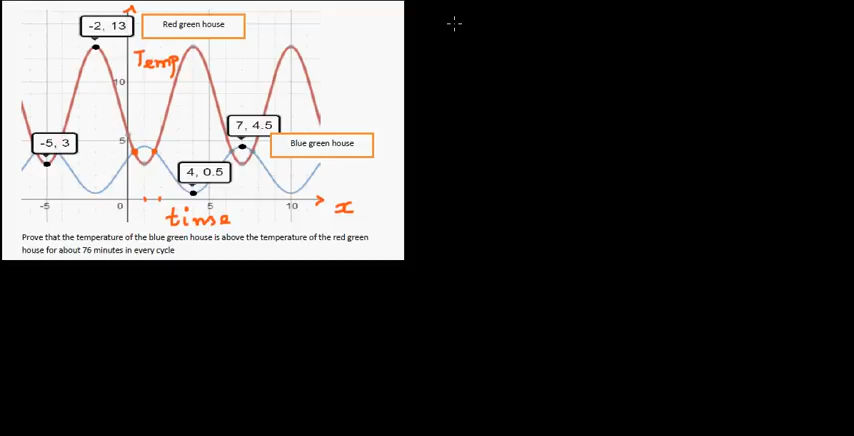 -2, 13
Red green house
Temp
10
7, 4.5
5
-5, 3
Blue green house
4, 0.5
-5
0
5
10
x
time
Prove that the temperature of the blue green house is above the temperature of the red green
house for about 76 minutes in every cycle